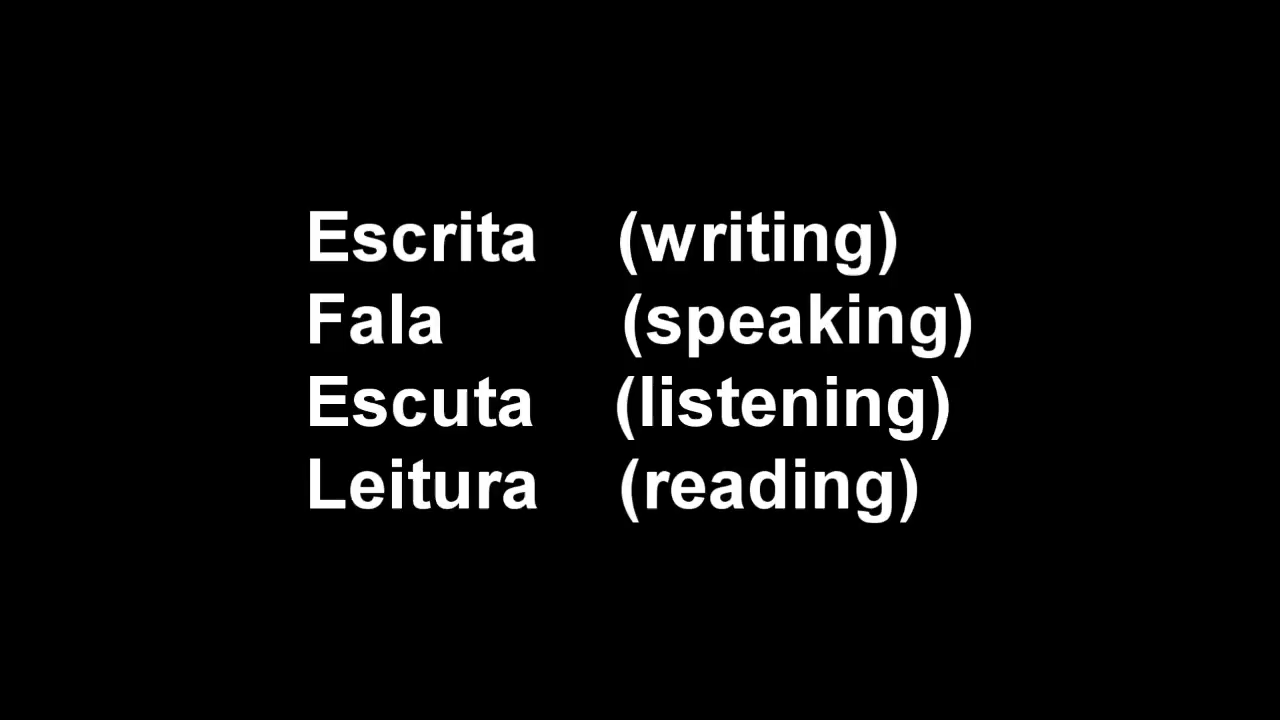 Escrita (writing)
Fala (speaking)
Escuta (listening)
Leitura (reading)